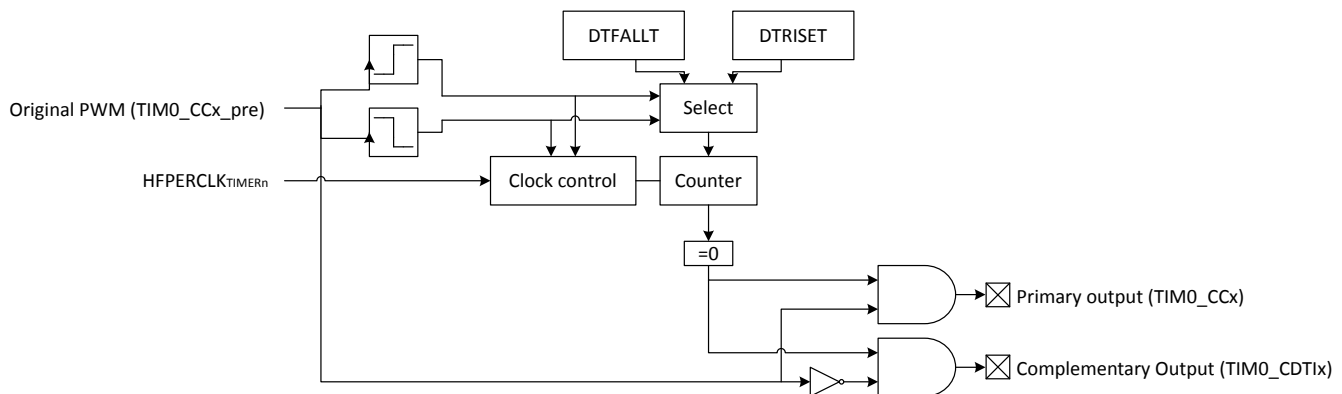 DTFALLT
DTRISET
Original PWM (TIM0_CCx_pre)
Select
HFPERCLKTIMERn
Clock control
Counter
=0
Primary output (TIM0_CCx)
Complementary Output (TIM0_CDTIx)